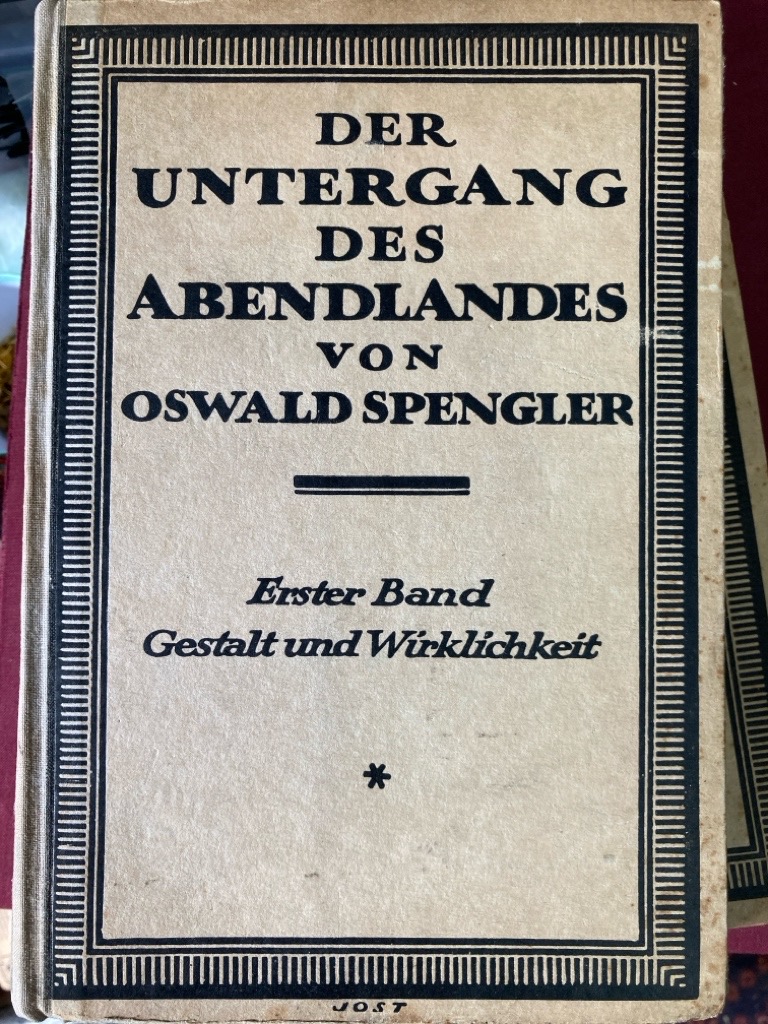 DER
UNTERGANG
DES
ABENDLANDES
VON
OSWALD SPENGLER
Erster Band
Gestalt und Wirklichkeit
*
JOST